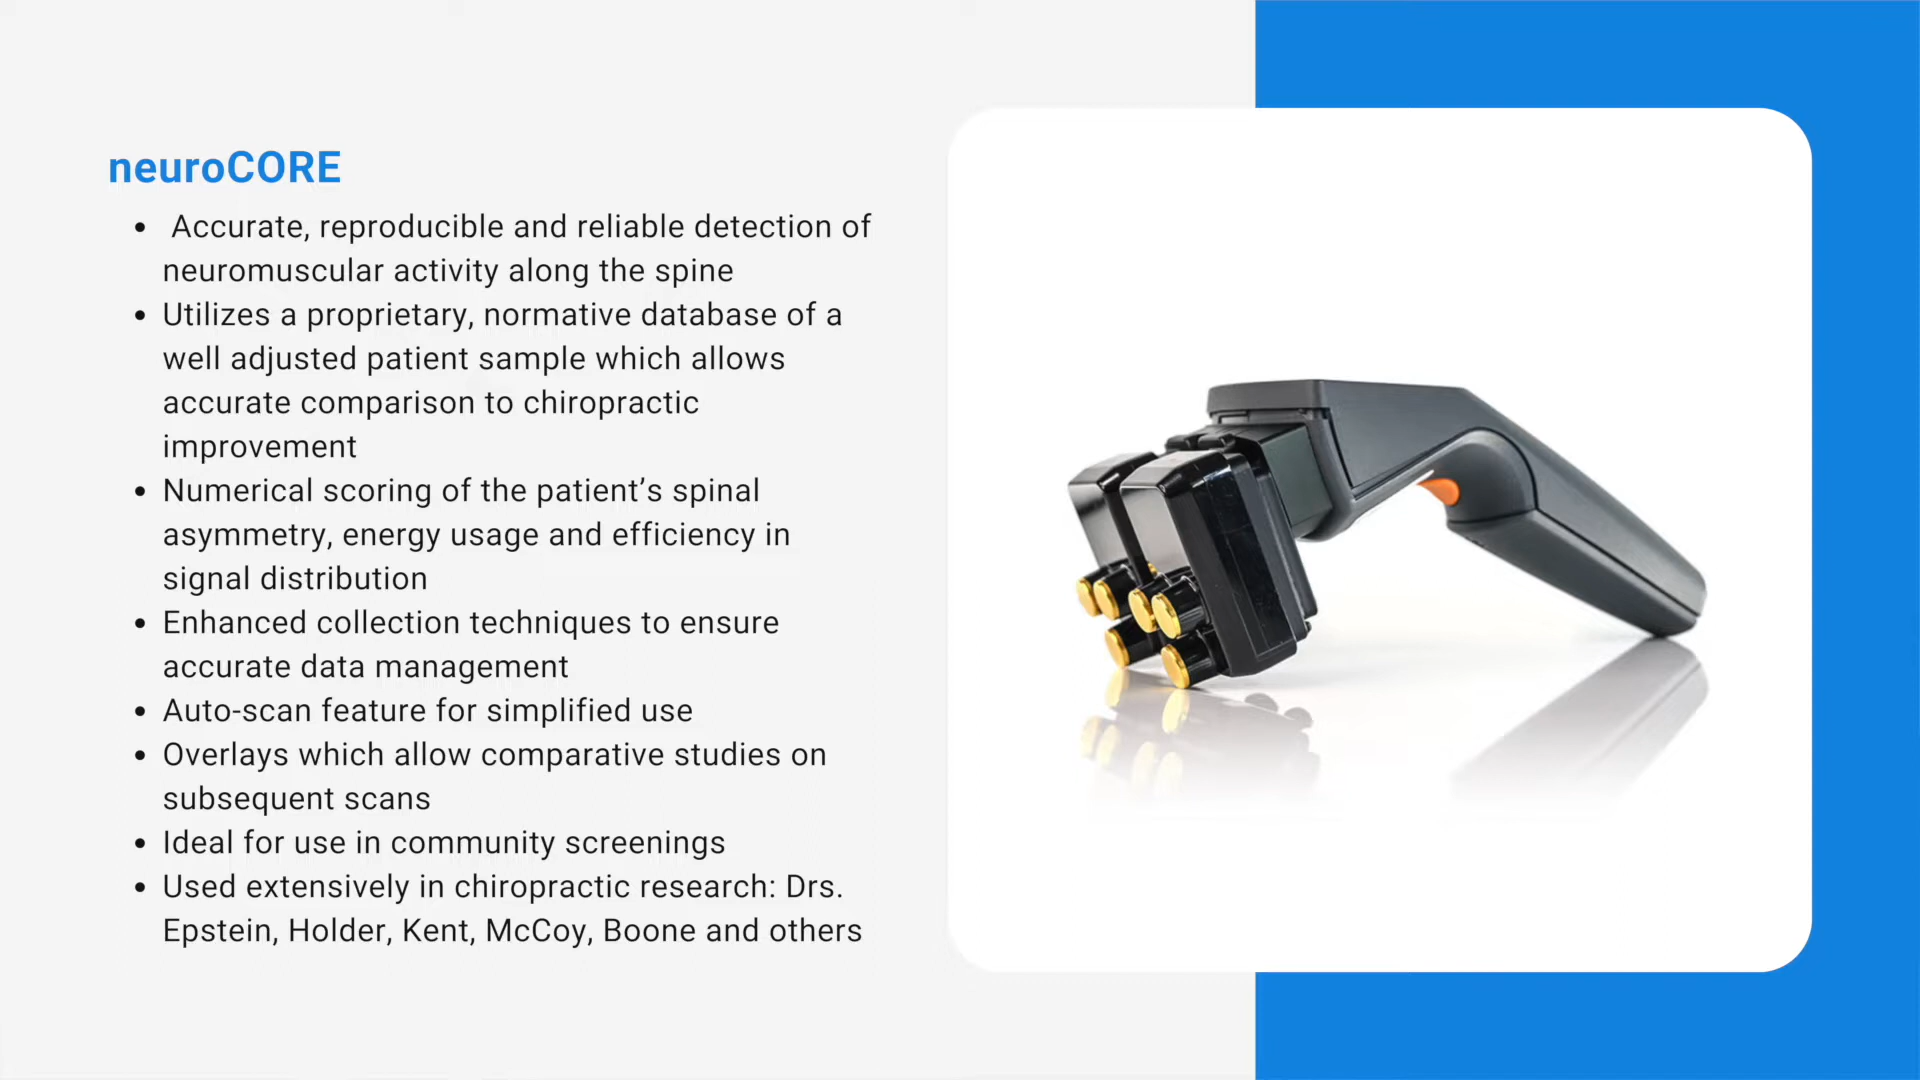 neuroCORE
• Accurate, reproducible and reliable detection of
neuromuscular activity along the spine
• Utilizes a proprietary, normative database of a
well adjusted patient sample which allows
accurate comparison to chiropractic
improvement
• Numerical scoring of the patient’s spinal
asymmetry, energy usage and efficiency in
signal distribution
• Enhanced collection techniques to ensure
accurate data management
• Auto-scan feature for simplified use
• Overlays which allow comparative studies on
subsequent scans
• Ideal for use in community screenings
• Used extensively in chiropractic research: Drs.
Epstein, Holder, Kent, McCoy, Boone and others